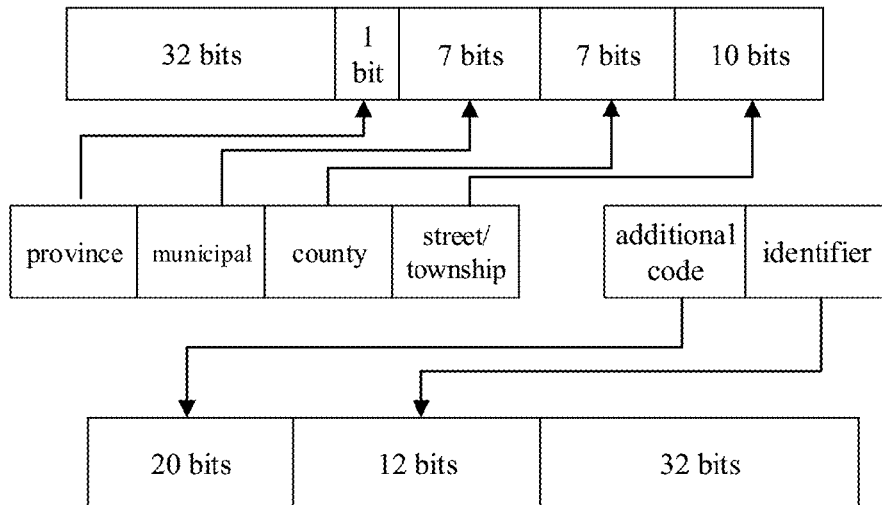 32 bits
1
bit
7 bits
7 bits
10 bits
province
municipal
county
street/
township
additional
code
identifier
20 bits
12 bits
32 bits